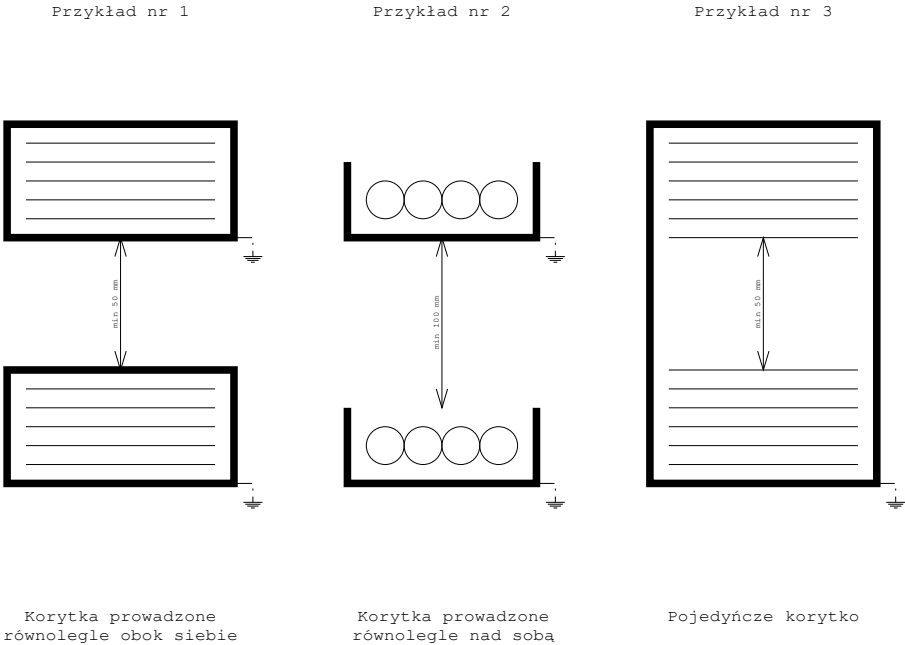 Przykład nr 1
Przykład nr 2
Przykład nr 3
min 50 mm
min 100 mm
min 50 mm
Korytka prowadzone
równolegle obok siebie
Korytka prowadzone
równolegle nad sobą
Pojedyńcze korytko